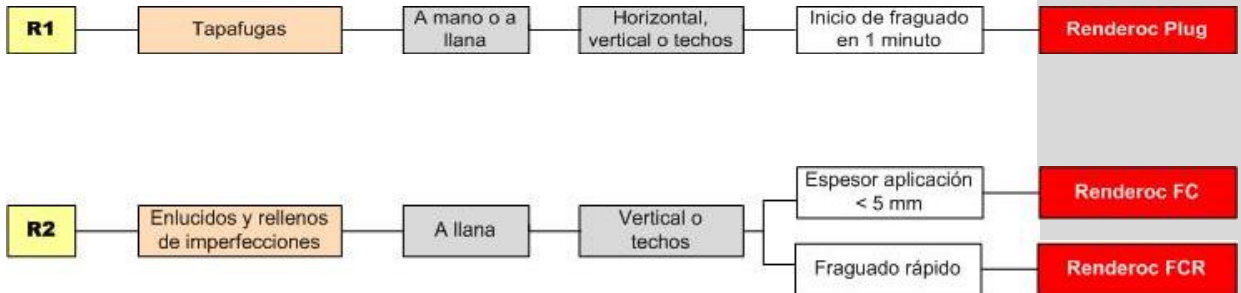 R1
Tapafugas
A mano o a
llana
Horizontal,
vertical o techos
Inicio de fraguado
en 1 minuto
Renderoc Plug
R2
Enlucidos y rellenos
de imperfecciones
A llana
Vertical o
techos
Espesor aplicación
< 5 mm
Renderoc FC
Fraguado rápido
Renderoc FCR